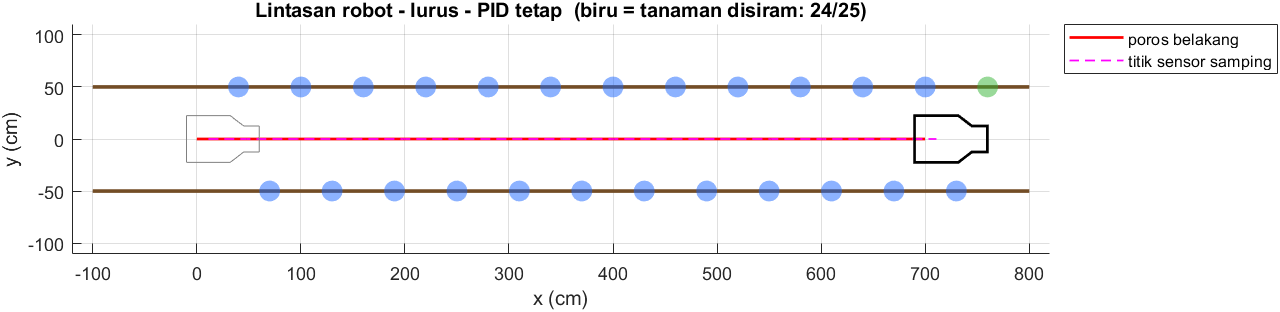 Lintasan robot - lurus - PID tetap (biru = tanaman disiram: 24/25)
poros belakang
titik sensor samping
y (cm)
100
50
0
-50
-100
-100 0 100 200 300 400 500 600 700 800
x (cm)